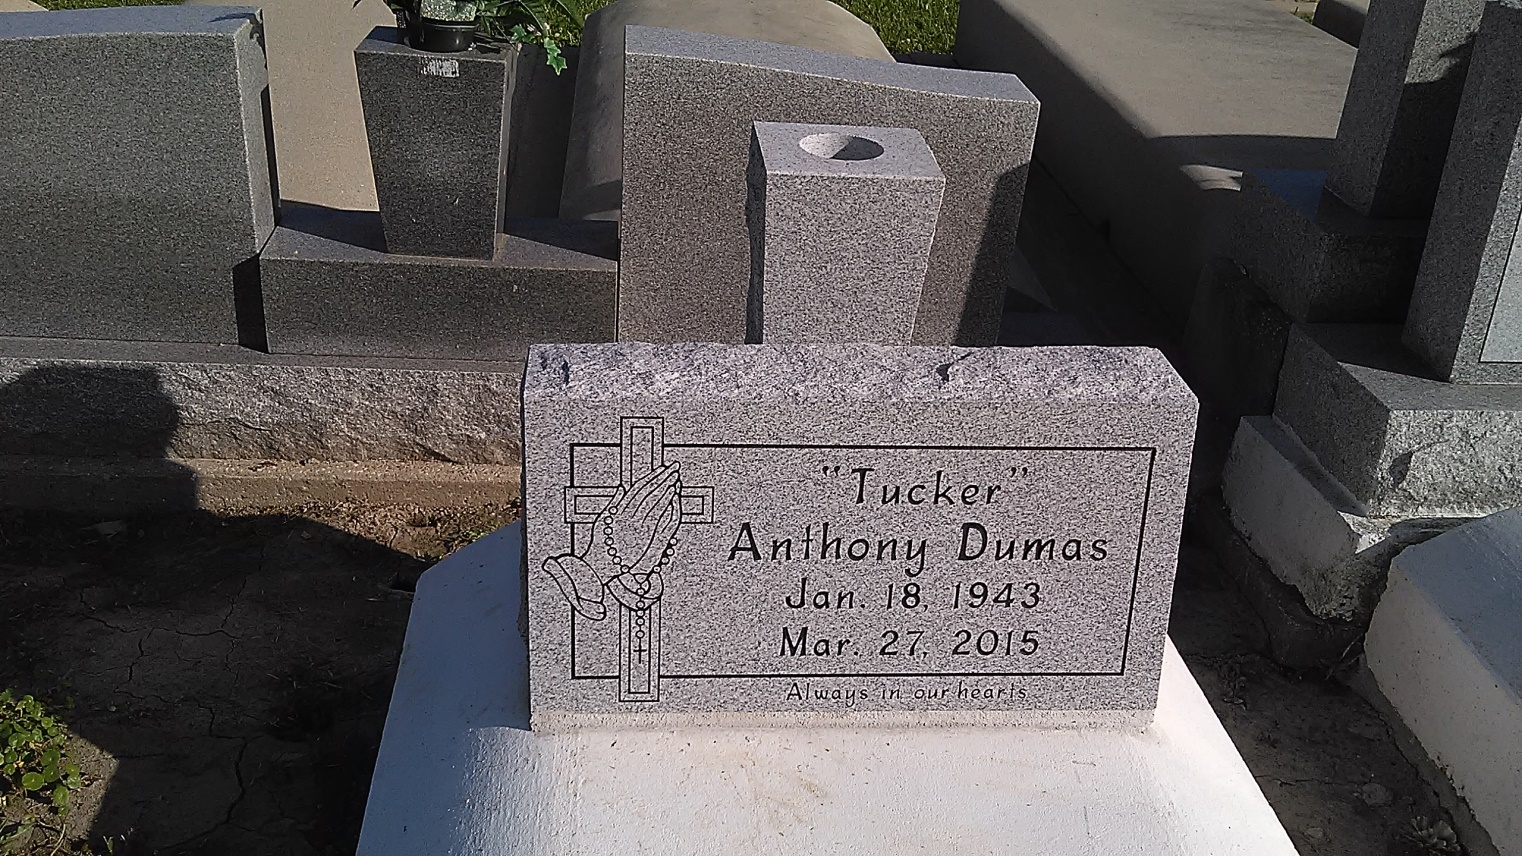 "Tucker"
Anthony Dumas
Jan. 18, 1943
Mar. 27, 2015
Always in our hearts